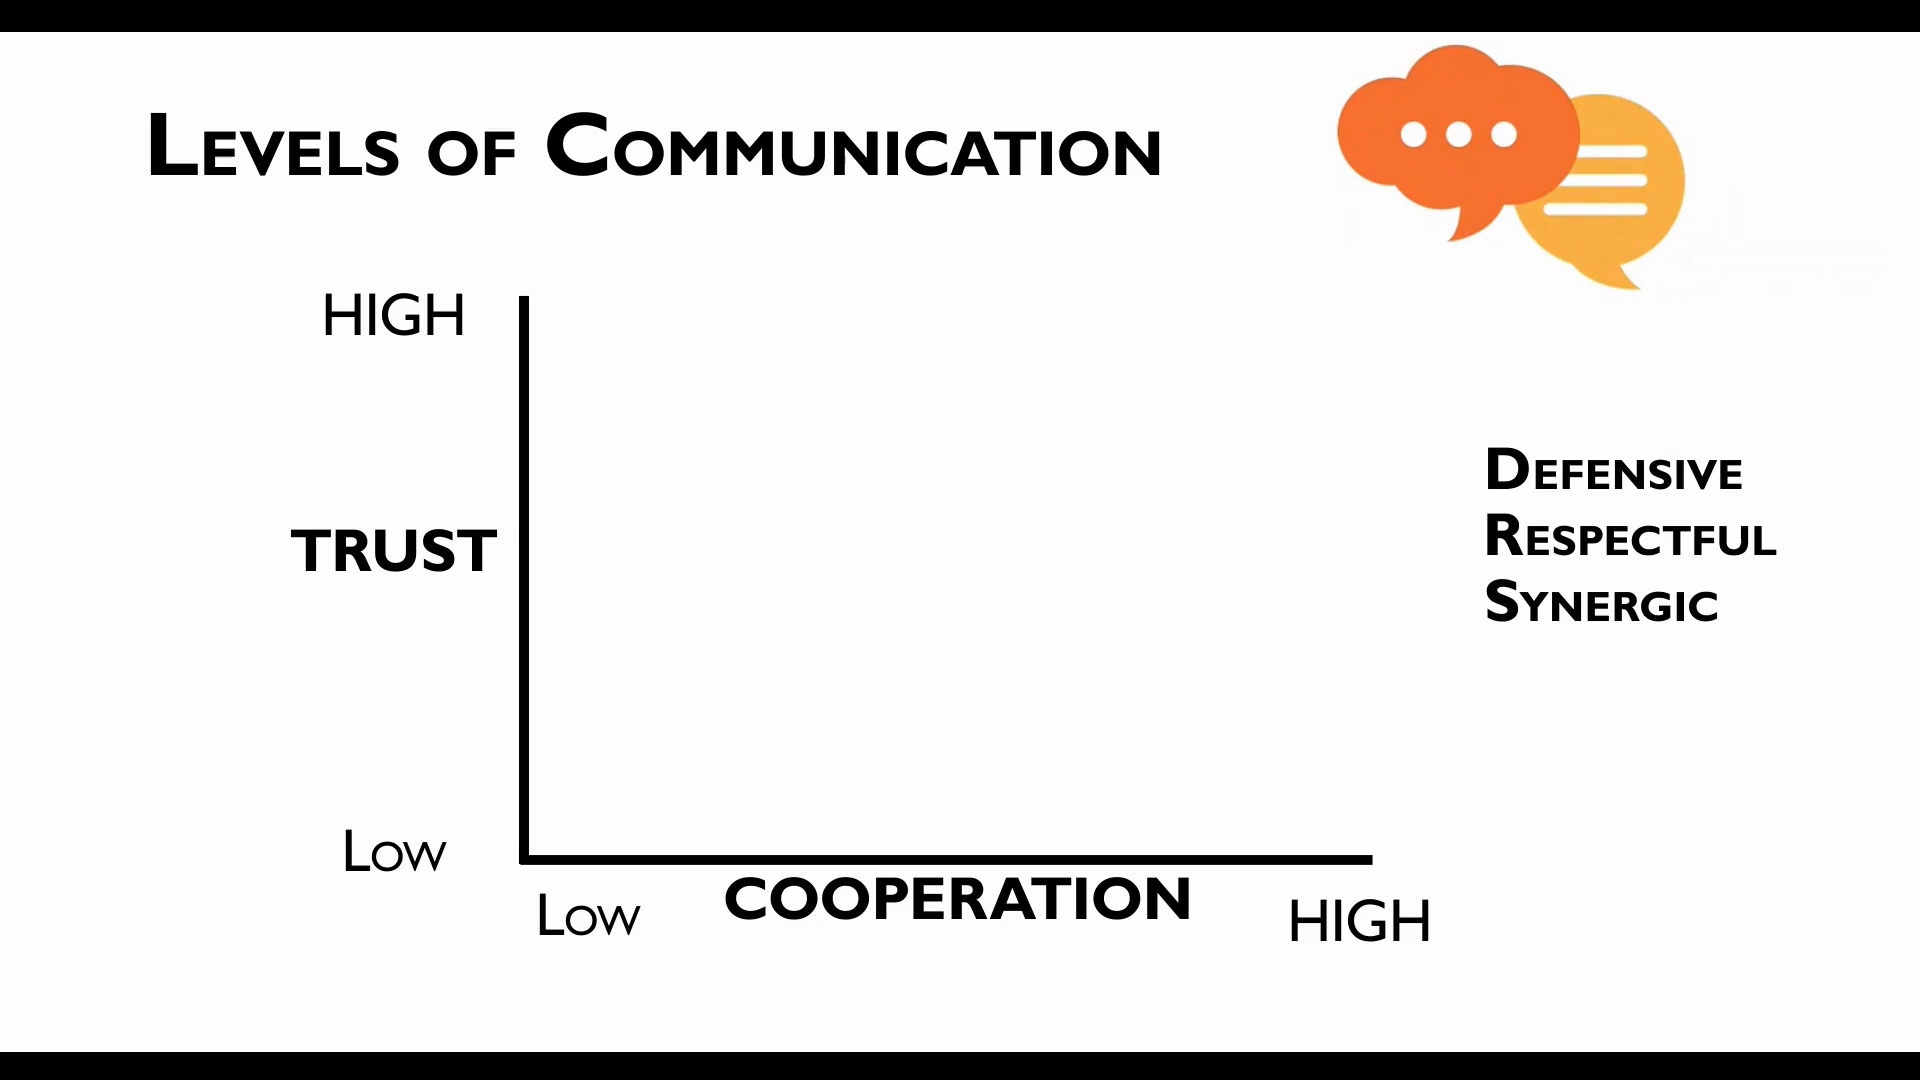 Levels of Communication
HIGH
TRUST
Low
Low
COOPERATION
HIGH
Defensive
Respectful
Synergic